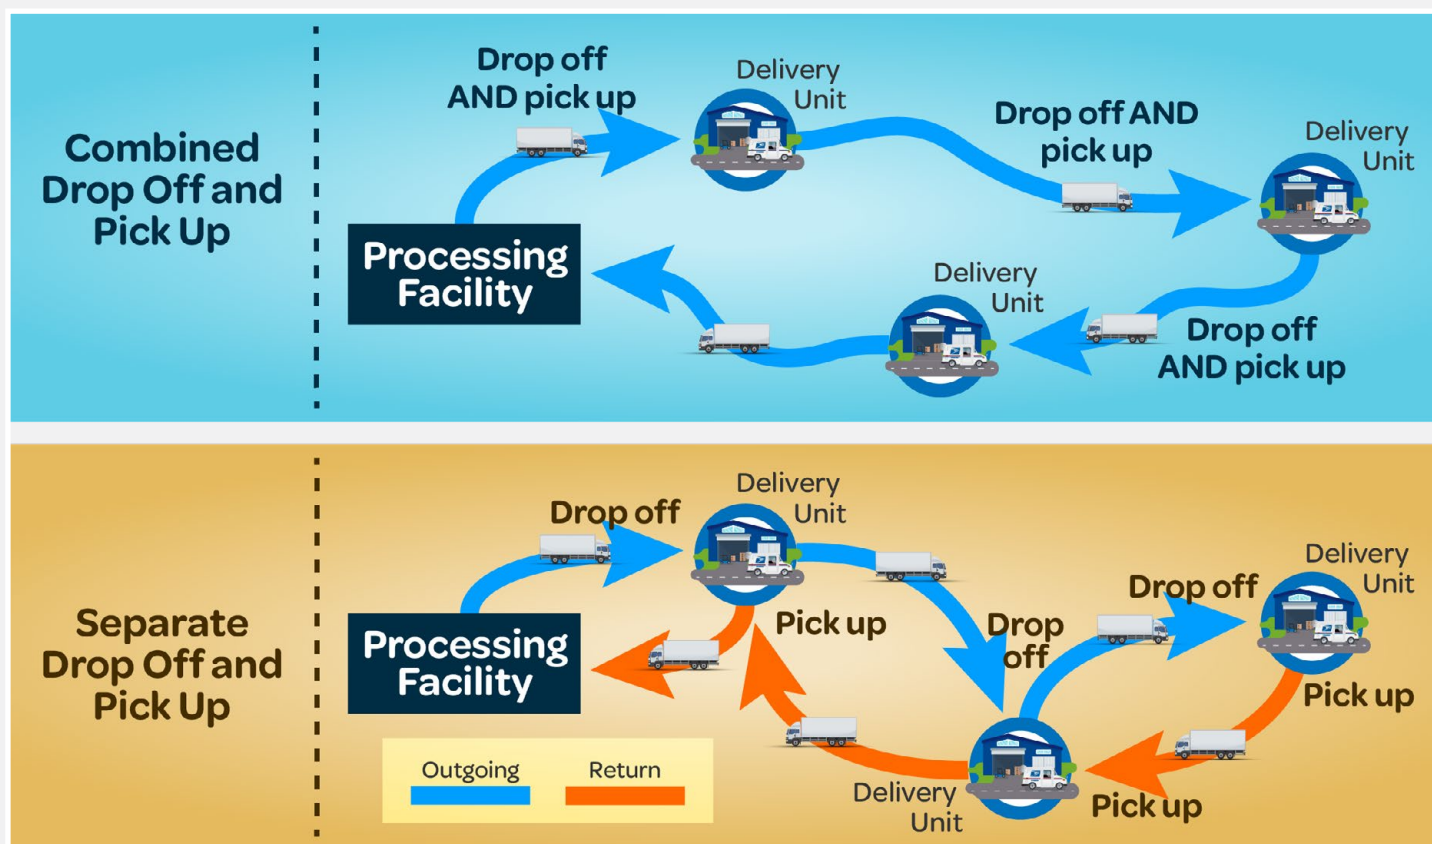 Combined
Drop Off and
Pick Up
Drop off
AND pick up
Delivery
Unit
Drop off AND
pick up
Delivery
Unit
Processing
Facility
Delivery
Unit
Drop off
AND pick up
Separate
Drop Off and
Pick Up
Drop off
Delivery
Unit
Pick up
Drop
off
Drop off
Delivery
Unit
Pick up
Processing
Facility
Delivery
Unit
Pick up
Outgoing
Return